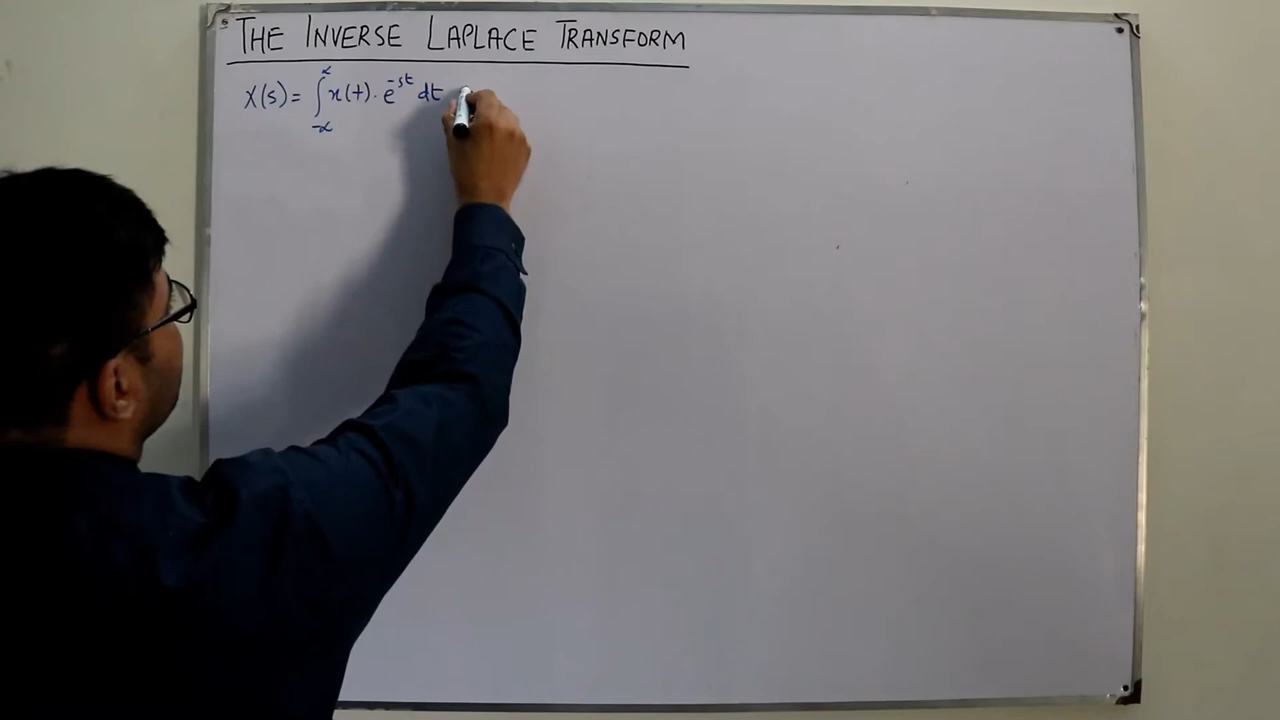 THE INVERSE LAPLACE TRANSFORM
X(s) = ∫_{-∞}^{∞} x(t) · e^{-st} dt